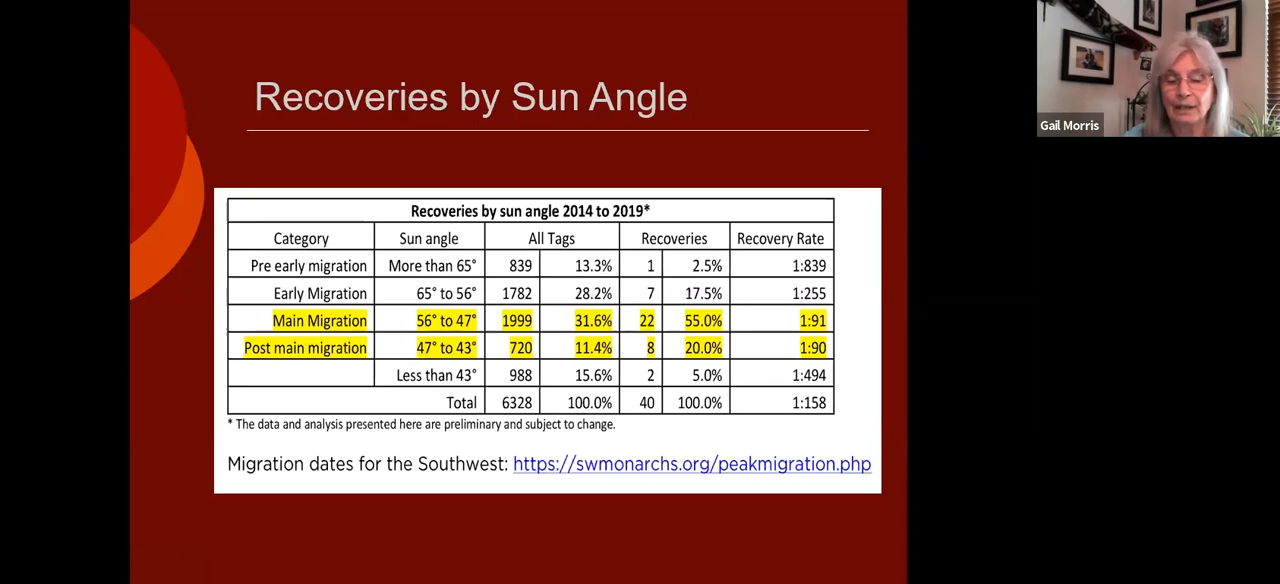 Recoveries by Sun Angle
Gail Morris
Recoveries by sun angle 2014 to 2019*
Category Sun angle All Tags Recoveries Recovery Rate
Pre early migration More than 65° 839 13.3% 1 2.5% 1:839
Early Migration 65° to 56° 1782 28.2% 7 17.5% 1:255
Main Migration 56° to 47° 1999 31.6% 22 55.0% 1:91
Post main migration 47° to 43° 720 11.4% 8 20.0% 1:90
Less than 43° 988 15.6% 2 5.0% 1:494
Total 6328 100.0% 40 100.0% 1:158
* The data and analysis presented here are preliminary and subject to change.
Migration dates for the Southwest: https://swmonarchs.org/peakmigration.php